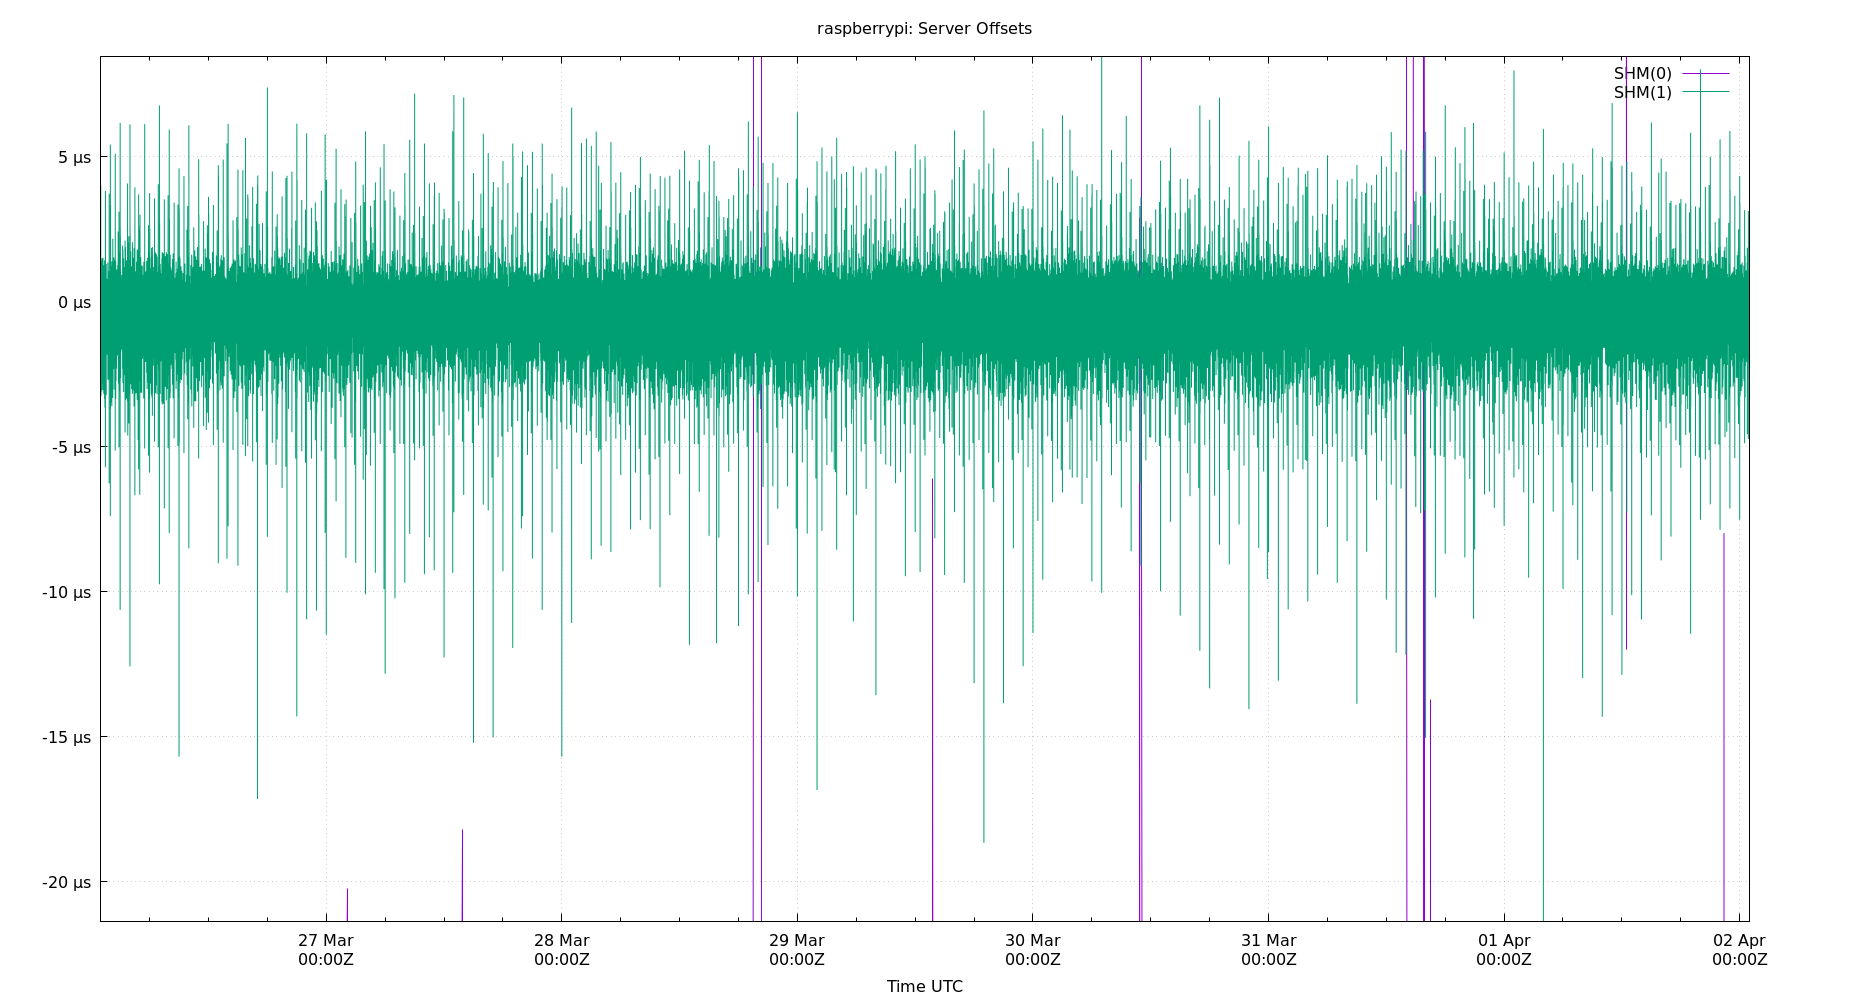 raspberrypi: Server Offsets
SHM(0)
SHM(1)
5 µs
0 µs
-5 µs
-10 µs
-15 µs
-20 µs
27 Mar 28 Mar 29 Mar 30 Mar 31 Mar 01 Apr 02 Apr
00:00Z 00:00Z 00:00Z 00:00Z 00:00Z 00:00Z 00:00Z
Time UTC